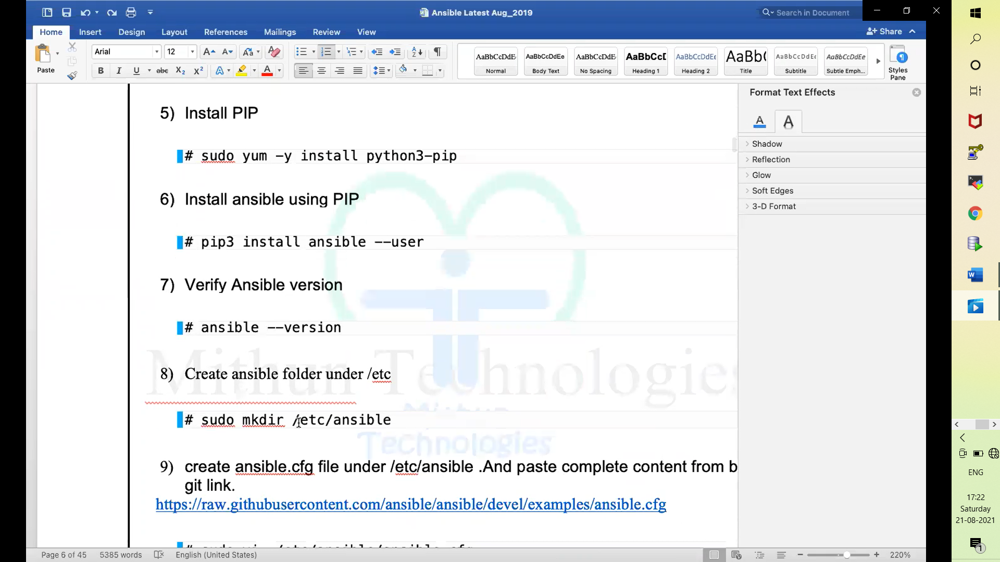 Ansible Latest Aug_2019
Search in Document
Home Insert Design Layout References Mailings Review View
Share
Paste
Arial
12
AaBbCcDdE
Normal
AaBbCcDdEe
Body Text
AaBbCcDdE
No Spacing
AaBbCcD
Heading 1
AaBbCcDdEe
Heading 2
AaBb(
Title
AaBbCcDdE
Subtitle
AaBbCcDdEe
Subtle Emph...
Styles
Pane
Format Text Effects
Shadow
Reflection
Glow
Soft Edges
3-D Format
5) Install PIP
# sudo yum -y install python3-pip
6) Install ansible using PIP
# pip3 install ansible --user
7) Verify Ansible version
# ansible --version
8) Create ansible folder under /etc
# sudo mkdir /etc/ansible
9) create ansible.cfg file under /etc/ansible .And paste complete content from b
git link.
https://raw.githubusercontent.com/ansible/ansible/devel/examples/ansible.cfg
Mithun Technologies
Technologies
Page 6 of 45
5385 words
English (United States)
220%
ENG
17:22
Saturday
21-08-2021
1